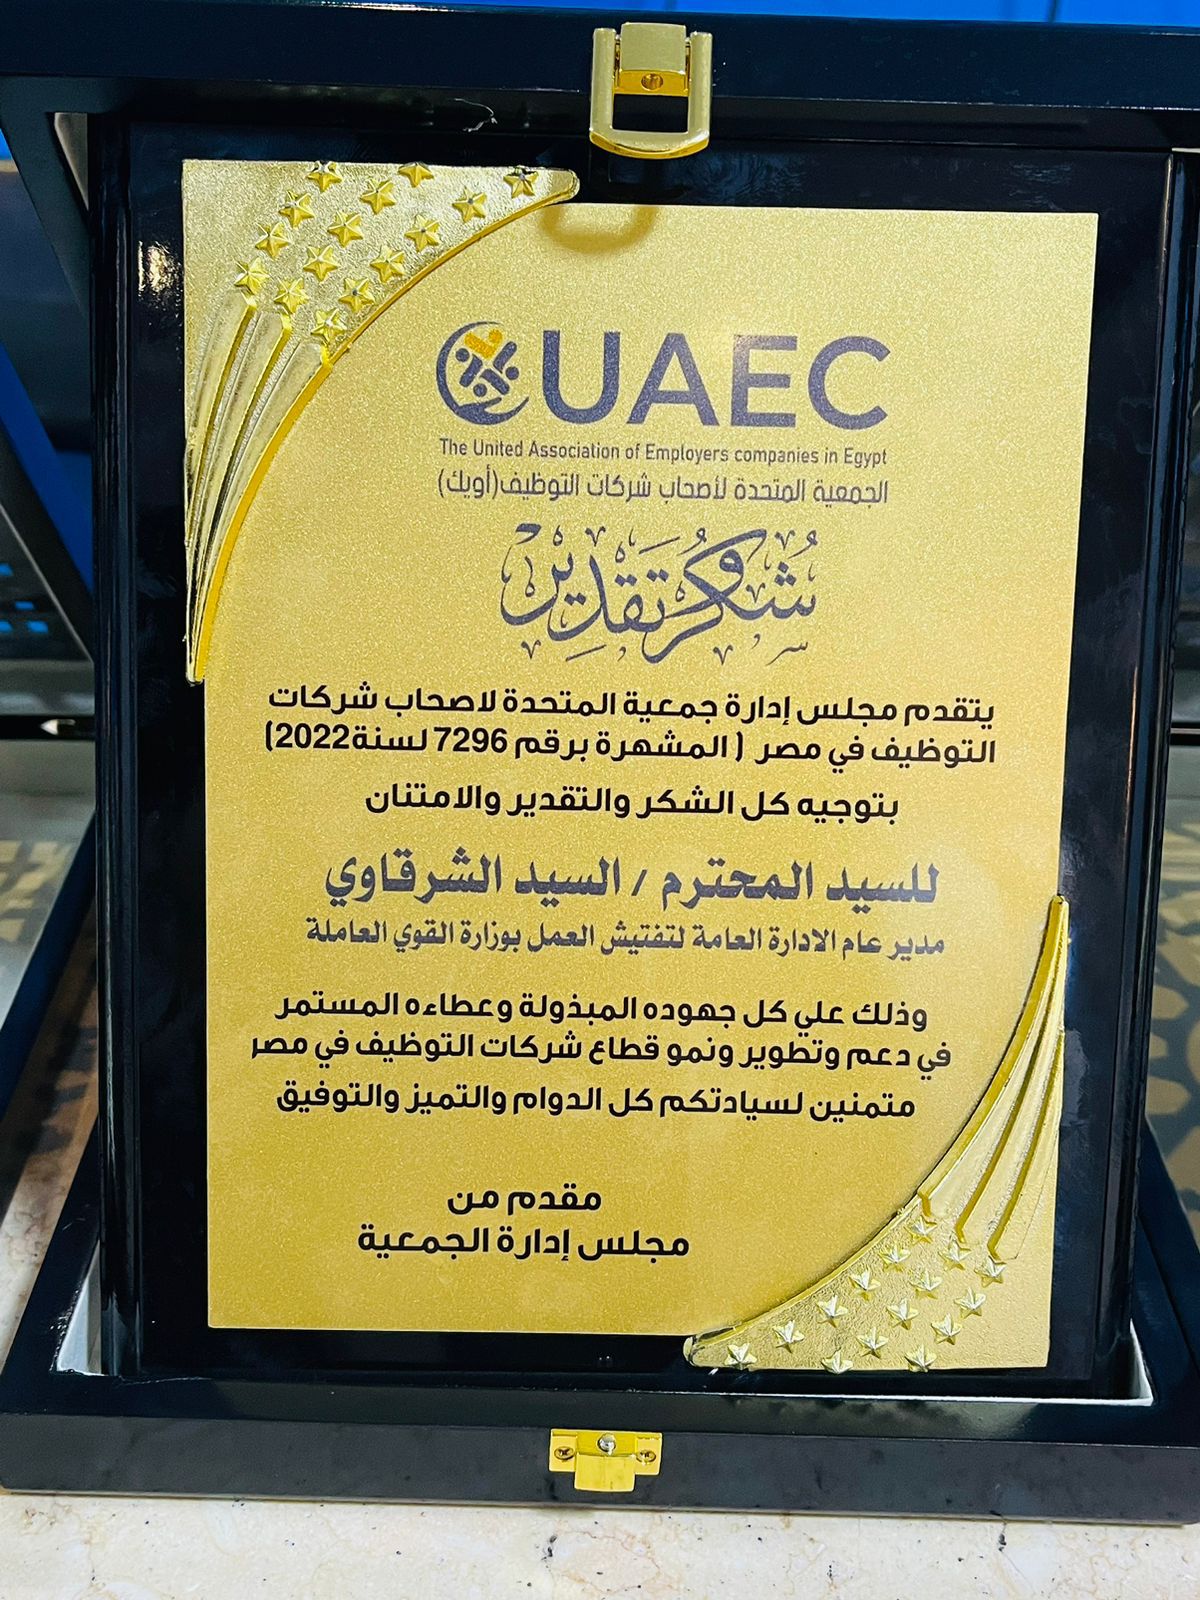 UAEC
The United Association of Employers companies in Egypt
الجمعية المتحدة لأصحاب شركات التوظيف(أويك)
شكر وتقدير
يتقدم مجلس إدارة جمعية المتحدة لاصحاب شركات
التوظيف في مصر ( المشهرة برقم 7296 لسنة2022)
بتوجيه كل الشكر والتقدير والامتنان
للسيد المحترم / السيد الشرقاوي
مدير عام الادارة العامة لتفتيش العمل بوزارة القوي العاملة
وذلك علي كل جهوده المبذولة وعطاءه المستمر
في دعم وتطوير ونمو قطاع شركات التوظيف في مصر
متمنين لسيادتكم كل الدوام والتميز والتوفيق
مقدم من
مجلس إدارة الجمعية